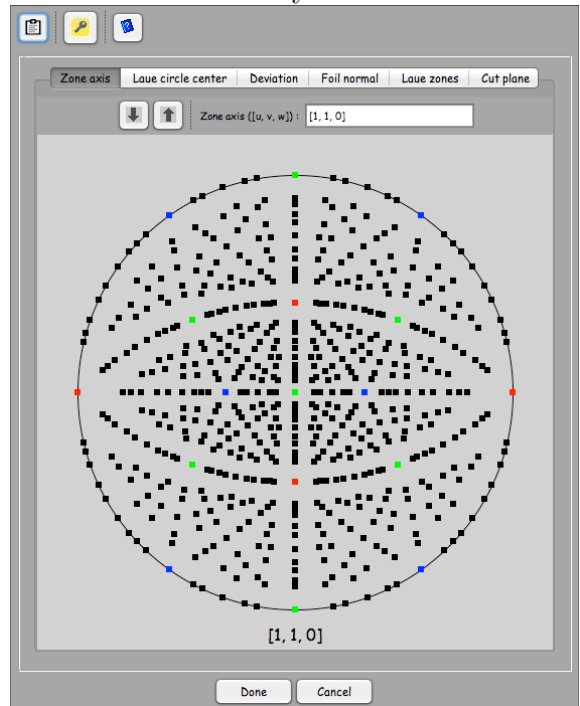 Zone axis Laue circle center Deviation Foil normal Laue zones Cut plane
Zone axis ([u, v, w]) : [1, 1, 0]
[1, 1, 0]
Done Cancel